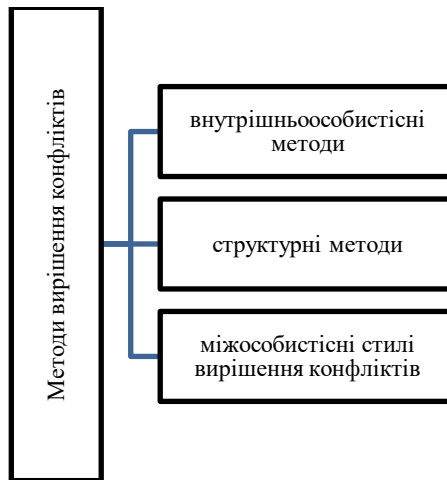 Методи вирішення конфліктів
внутрішньоособистісні
методи
структурні методи
міжособистісні стилі
вирішення конфліктів